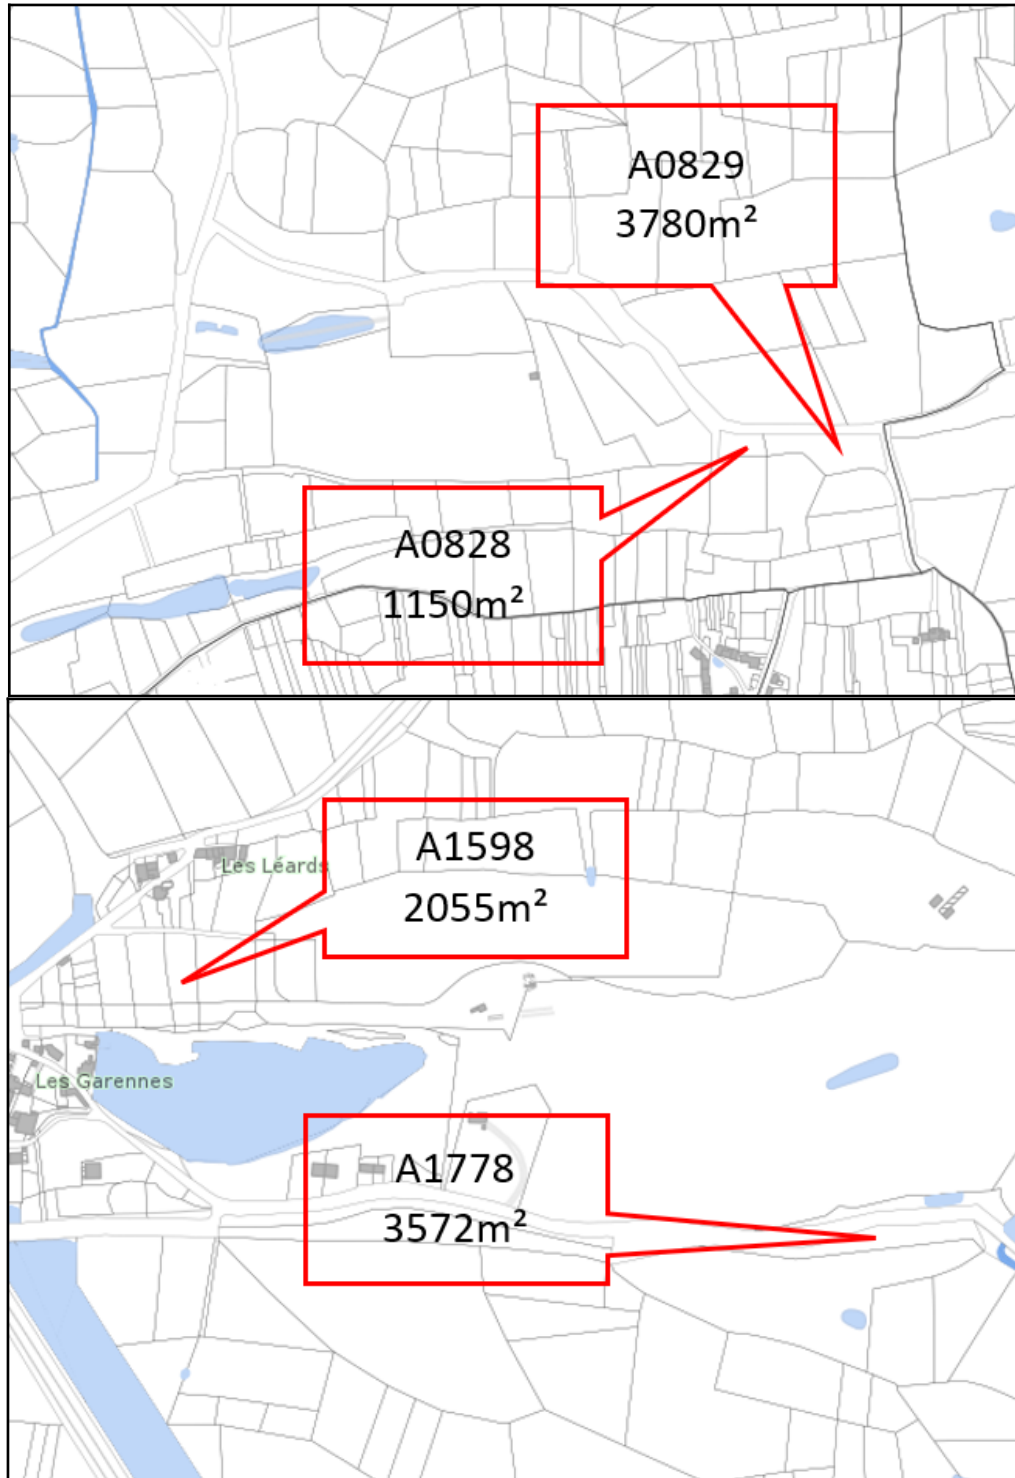 A0829
3780m²
A0828
1150m²
A1598
2055m²
Les Léards
Les Garennes
A1778
3572m²